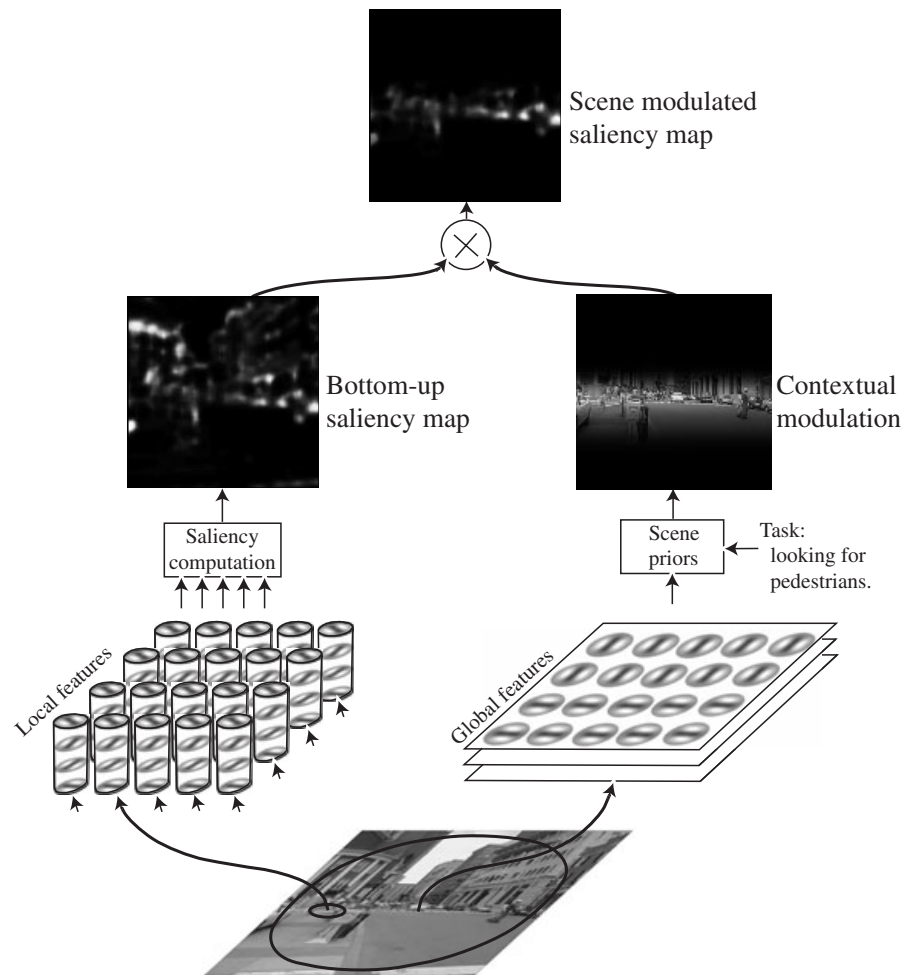 Scene modulated
saliency map
Bottom-up
saliency map
Contextual
modulation
Saliency
computation
Scene
priors
Task:
looking for
pedestrians.
Local features
Global features